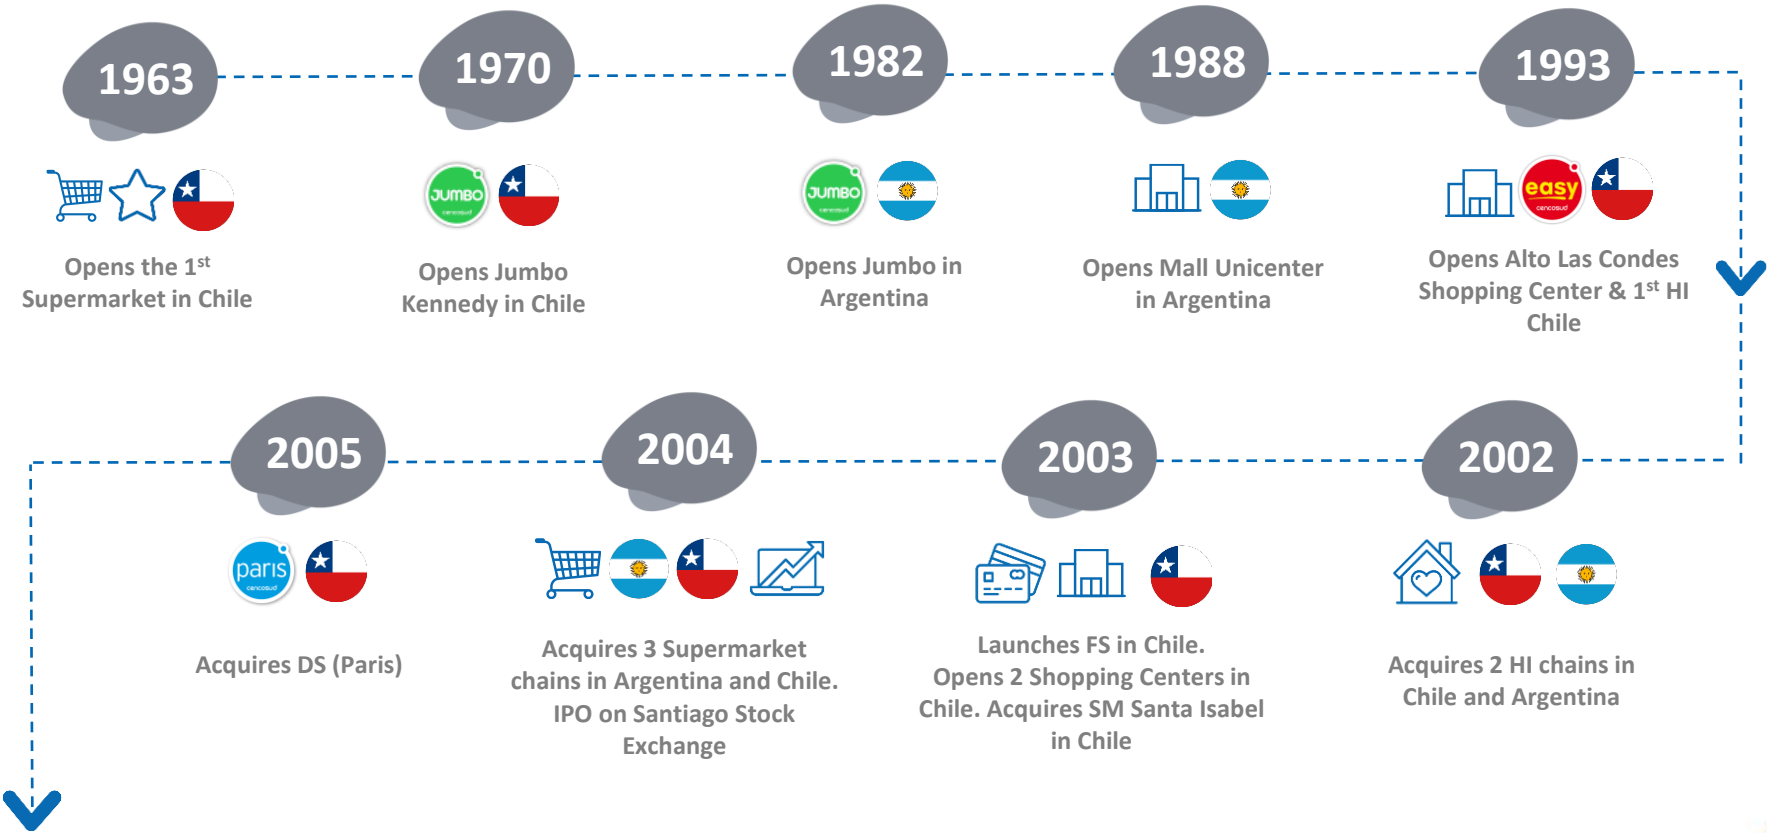 1963
1970
1982
1988
1993
JUMBO
cencosud
JUMBO
cencosud
easy
cencosud
Opens the 1st
Supermarket in Chile
Opens Jumbo
Kennedy in Chile
Opens Jumbo in
Argentina
Opens Mall Unicenter
in Argentina
Opens Alto Las Condes
Shopping Center & 1st HI
Chile
2002
2003
2004
2005
Acquires 2 HI chains in
Chile and Argentina
Launches FS in Chile.
Opens 2 Shopping Centers in
Chile. Acquires SM Santa Isabel
in Chile
Acquires 3 Supermarket
chains in Argentina and Chile.
IPO on Santiago Stock
Exchange
paris
cencosud
Acquires DS (Paris)